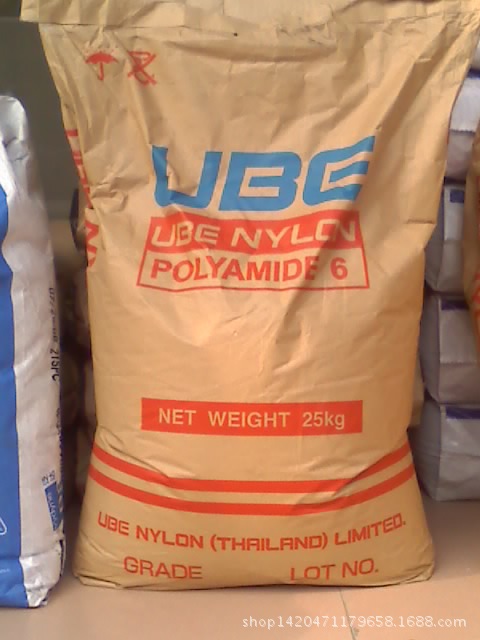 UBE
UBE NYLON
POLYAMIDE 6
NET WEIGHT 25kg
UBE NYLON (THAILAND) LIMITED.
GRADE LOT NO.
shop1420471179658.1688.com